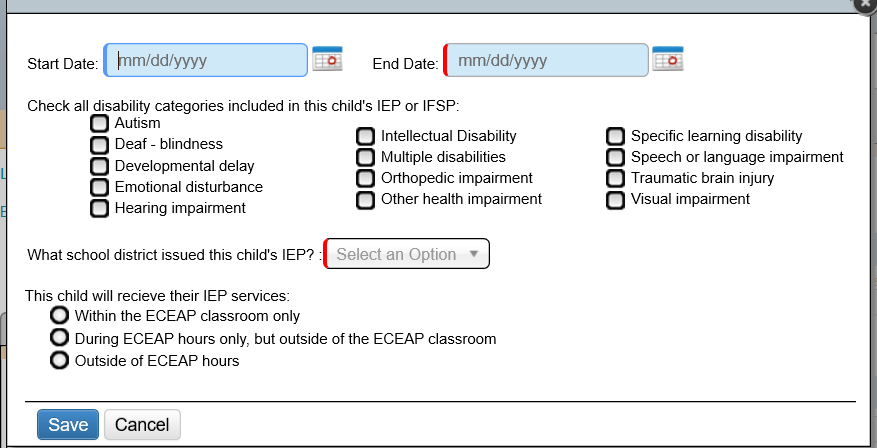 Start Date: mm/dd/yyyy End Date: mm/dd/yyyy
Check all disability categories included in this child's IEP or IFSP:
Autism
Deaf - blindness
Developmental delay
Emotional disturbance
Hearing impairment
Intellectual Disability
Multiple disabilities
Orthopedic impairment
Other health impairment
Specific learning disability
Speech or language impairment
Traumatic brain injury
Visual impairment
What school district issued this child's IEP? : Select an Option
This child will recieve their IEP services:
Within the ECEAP classroom only
During ECEAP hours only, but outside of the ECEAP classroom
Outside of ECEAP hours
Save Cancel